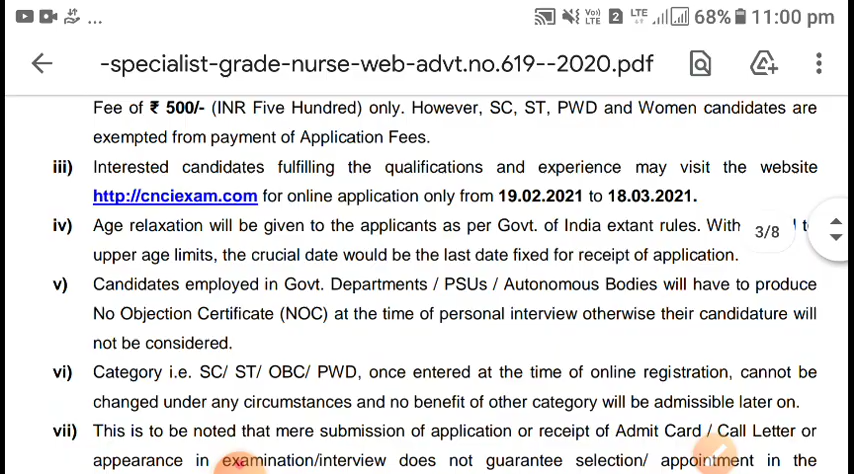 ... Vo)) LTE 2 LTE 68% 11:00 pm
-specialist-grade-nurse-web-advt.no.619--2020.pdf
Fee of ₹ 500/- (INR Five Hundred) only. However, SC, ST, PWD and Women candidates are
exempted from payment of Application Fees.
iii) Interested candidates fulfilling the qualifications and experience may visit the website
http://cnciexam.com for online application only from 19.02.2021 to 18.03.2021.
iv) Age relaxation will be given to the applicants as per Govt. of India extant rules. With
3/8
upper age limits, the crucial date would be the last date fixed for receipt of application.
v) Candidates employed in Govt. Departments / PSUs / Autonomous Bodies will have to produce
No Objection Certificate (NOC) at the time of personal interview otherwise their candidature will
not be considered.
vi) Category i.e. SC/ ST/ OBC/ PWD, once entered at the time of online registration, cannot be
changed under any circumstances and no benefit of other category will be admissible later on.
vii) This is to be noted that mere submission of application or receipt of Admit Card / Call Letter or
appearance in examination/interview does not guarantee selection/ appointment in the